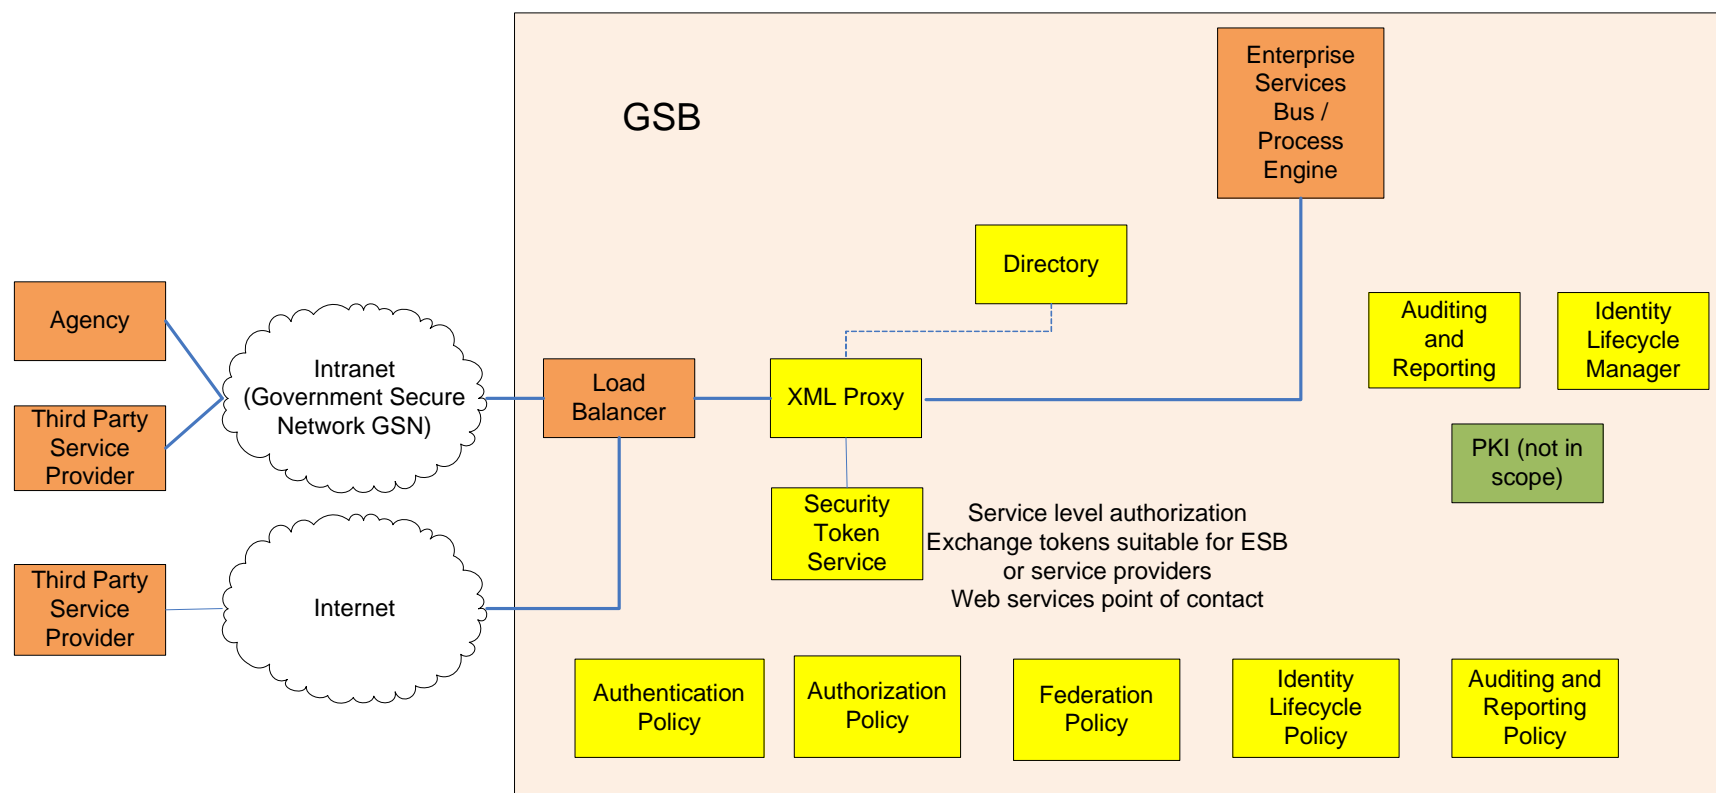 GSB
Enterprise
Services
Bus /
Process
Engine
Directory
Agency
Intranet
(Government Secure
Network GSN)
Load
Balancer
XML Proxy
Auditing
and
Reporting
Identity
Lifecycle
Manager
Third Party
Service
Provider
PKI (not in
scope)
Security
Token
Service
Service level authorization
Exchange tokens suitable for ESB
or service providers
Web services point of contact
Third Party
Service
Provider
Internet
Authentication
Policy
Authorization
Policy
Federation
Policy
Identity
Lifecycle
Policy
Auditing and
Reporting
Policy